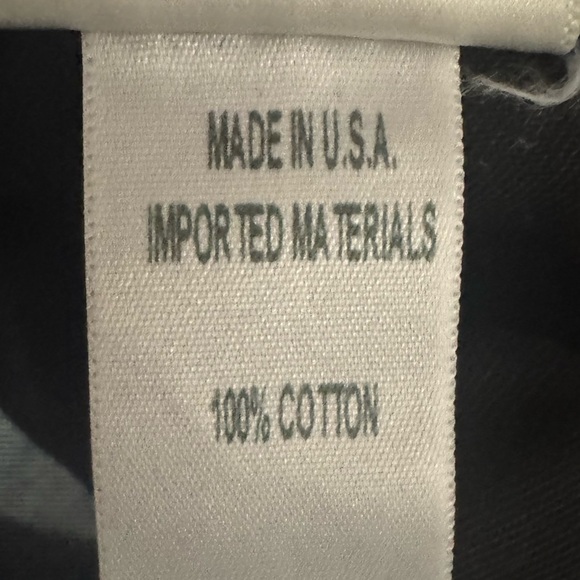 MADE IN U.S.A.
IMPORTED MATERIALS
100% COTTON